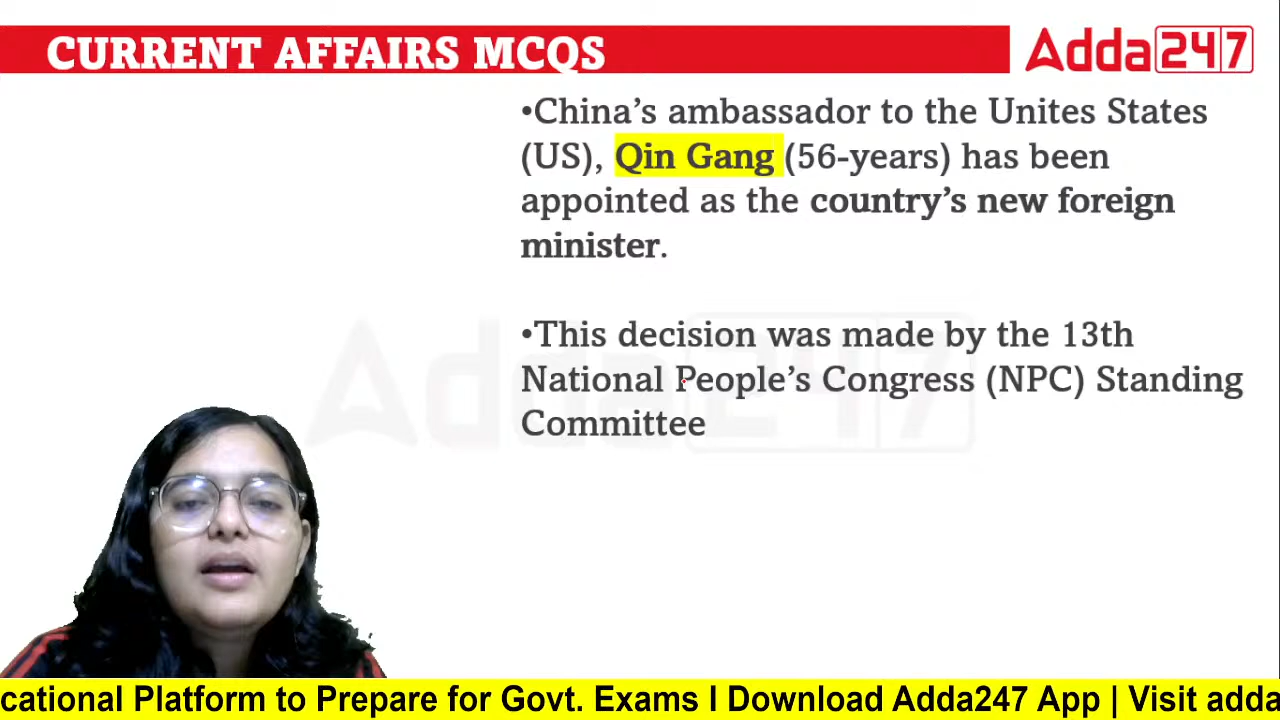 CURRENT AFFAIRS MCQS
Adda247
•China’s ambassador to the Unites States
(US), Qin Gang (56-years) has been
appointed as the country’s new foreign
minister.
•This decision was made by the 13th
National People’s Congress (NPC) Standing
Committee
Adda247
cational Platform to Prepare for Govt. Exams I Download Adda247 App | Visit adda